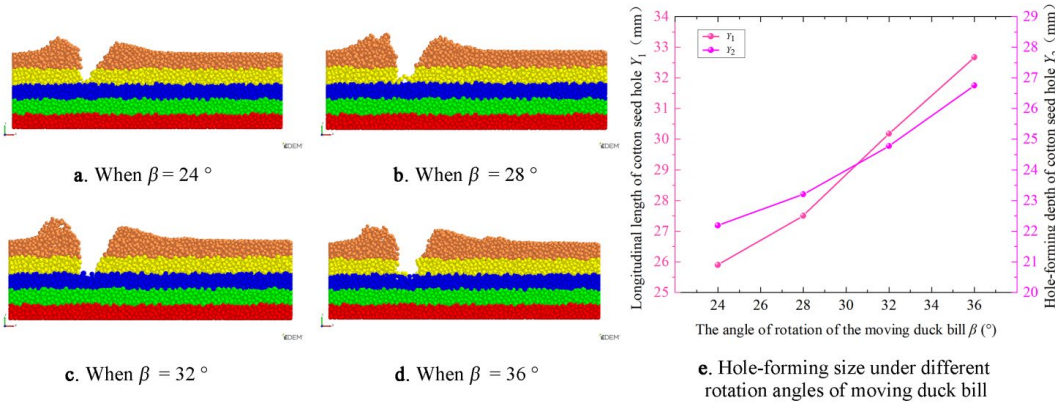 EDEM
a. When β = 24 °
EDEM
b. When β = 28 °
EDEM
c. When β = 32 °
EDEM
d. When β = 36 °
Longitudinal length of cotton seed hole Y1 (mm)
34
33
32
31
30
29
28
27
26
25
Y1
Y2
29
28
27
26
25
24
23
22
21
20
Hole-forming depth of cotton seed hole Y2 (mm)
24 26 28 30 32 34 36
The angle of rotation of the moving duck bill β (°)
e. Hole-forming size under different
rotation angles of moving duck bill